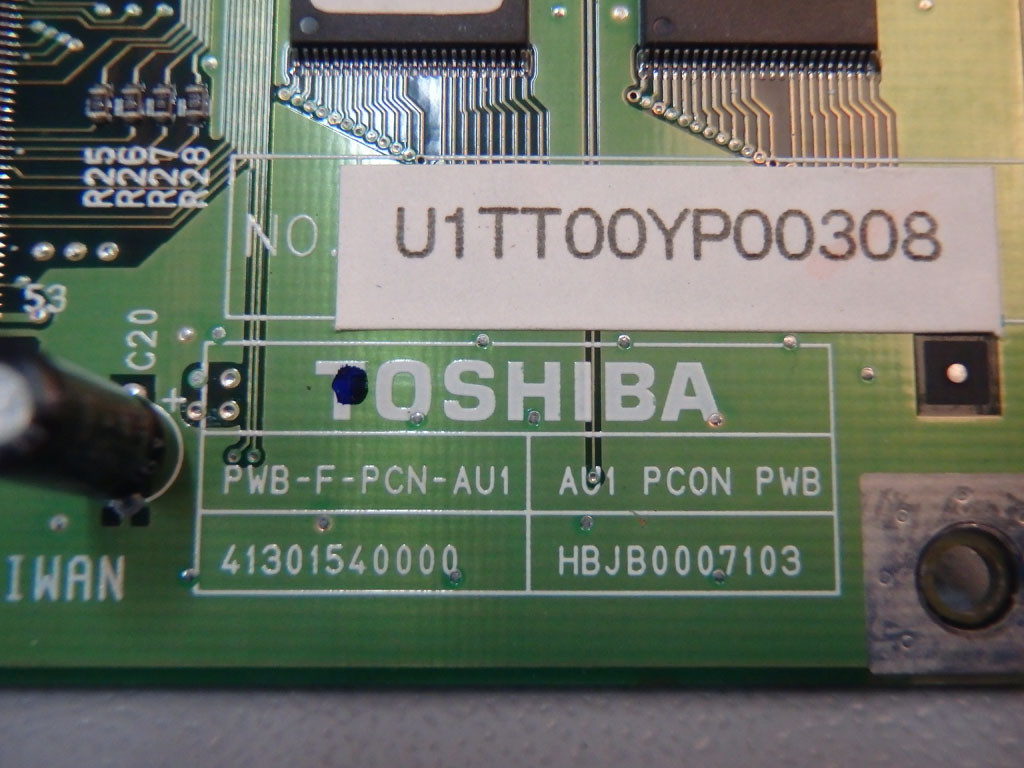 R25
R26
R27
R28
NO.
U1TT00YP00308
53
C20
+
TOSHIBA
PWB-F-PCN-AU1
AU1 PCON PWB
41301540000
HBJB0007103
IWAN